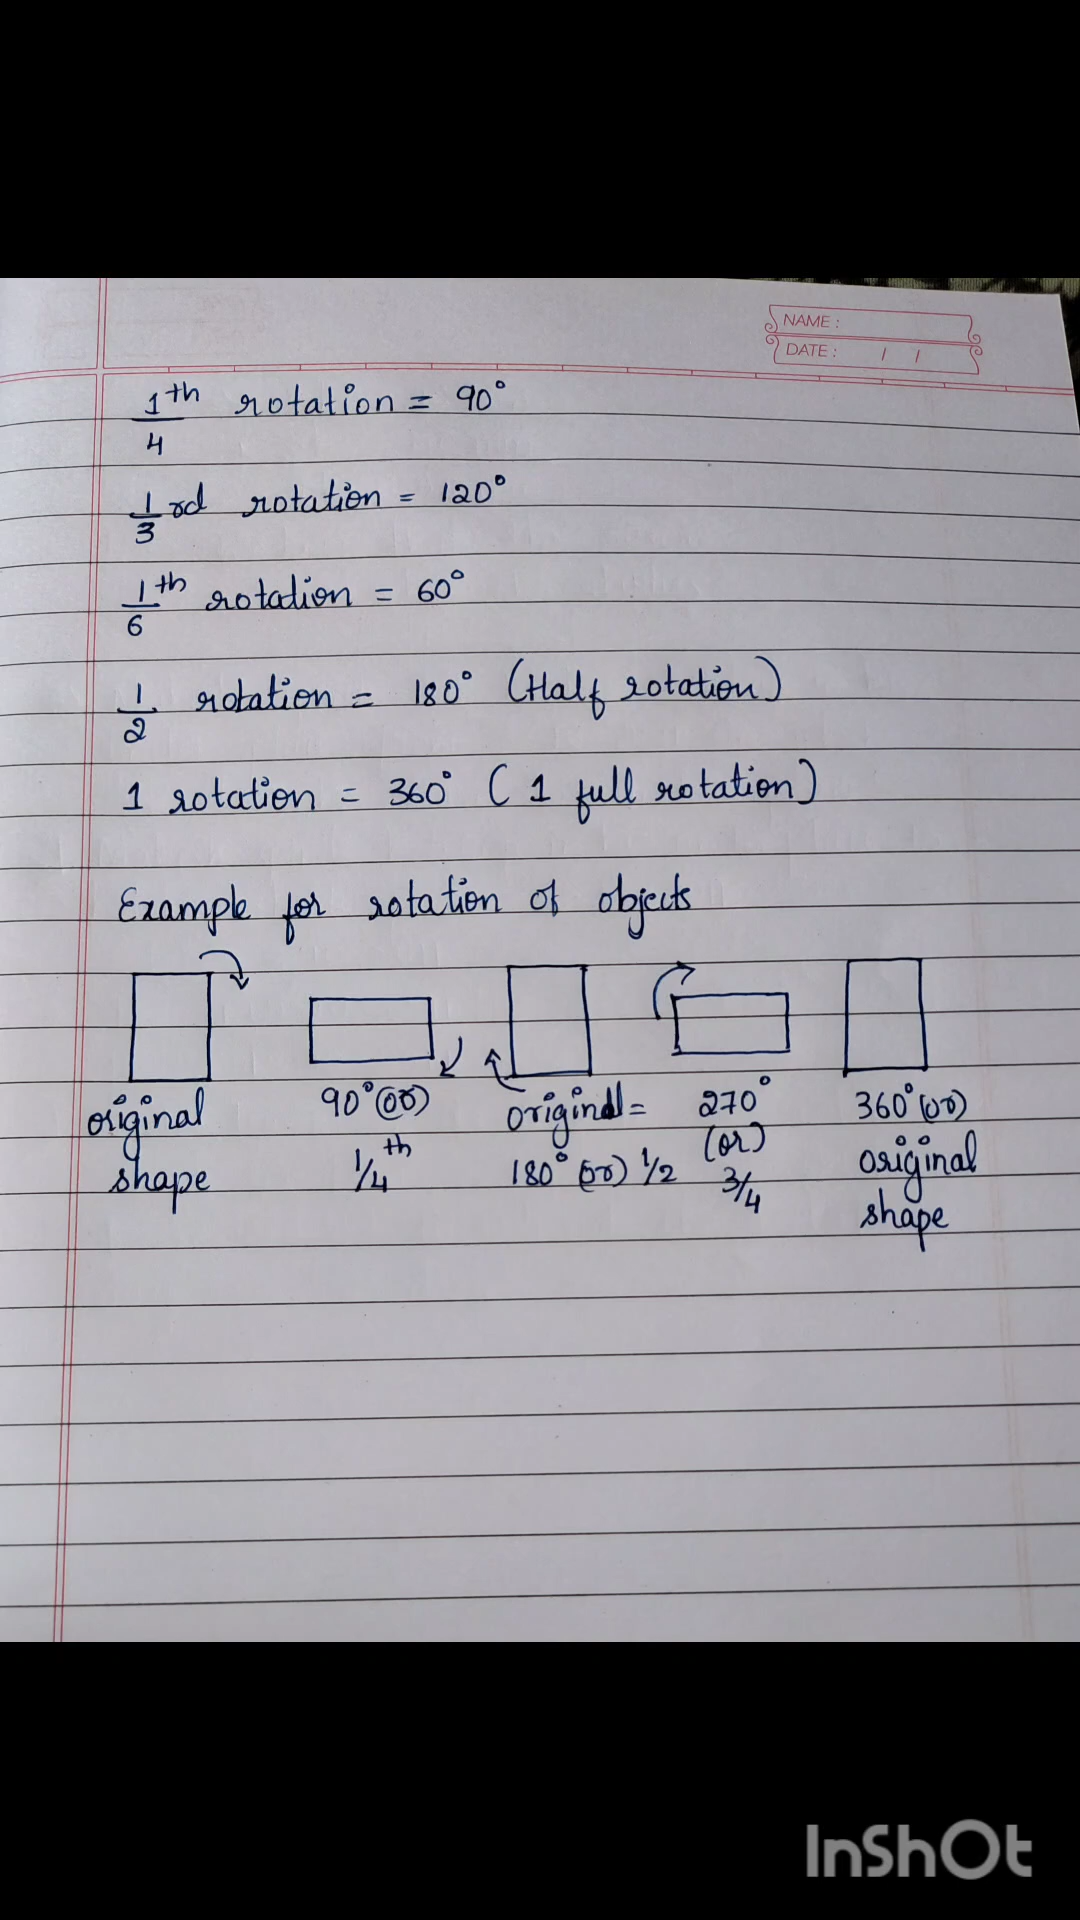 NAME :
DATE : / /
1th/4 rotation = 90°
1/3 rd rotation = 120°
1/6 th rotation = 60°
1/2 rotation = 180° (Half rotation)
1 rotation = 360° ( 1 full rotation)
Example for rotation of objects
original shape
90° (or) 1/4 th
original = 180° (or) 1/2
270° (or) 3/4
360° (or) original shape
InShOt